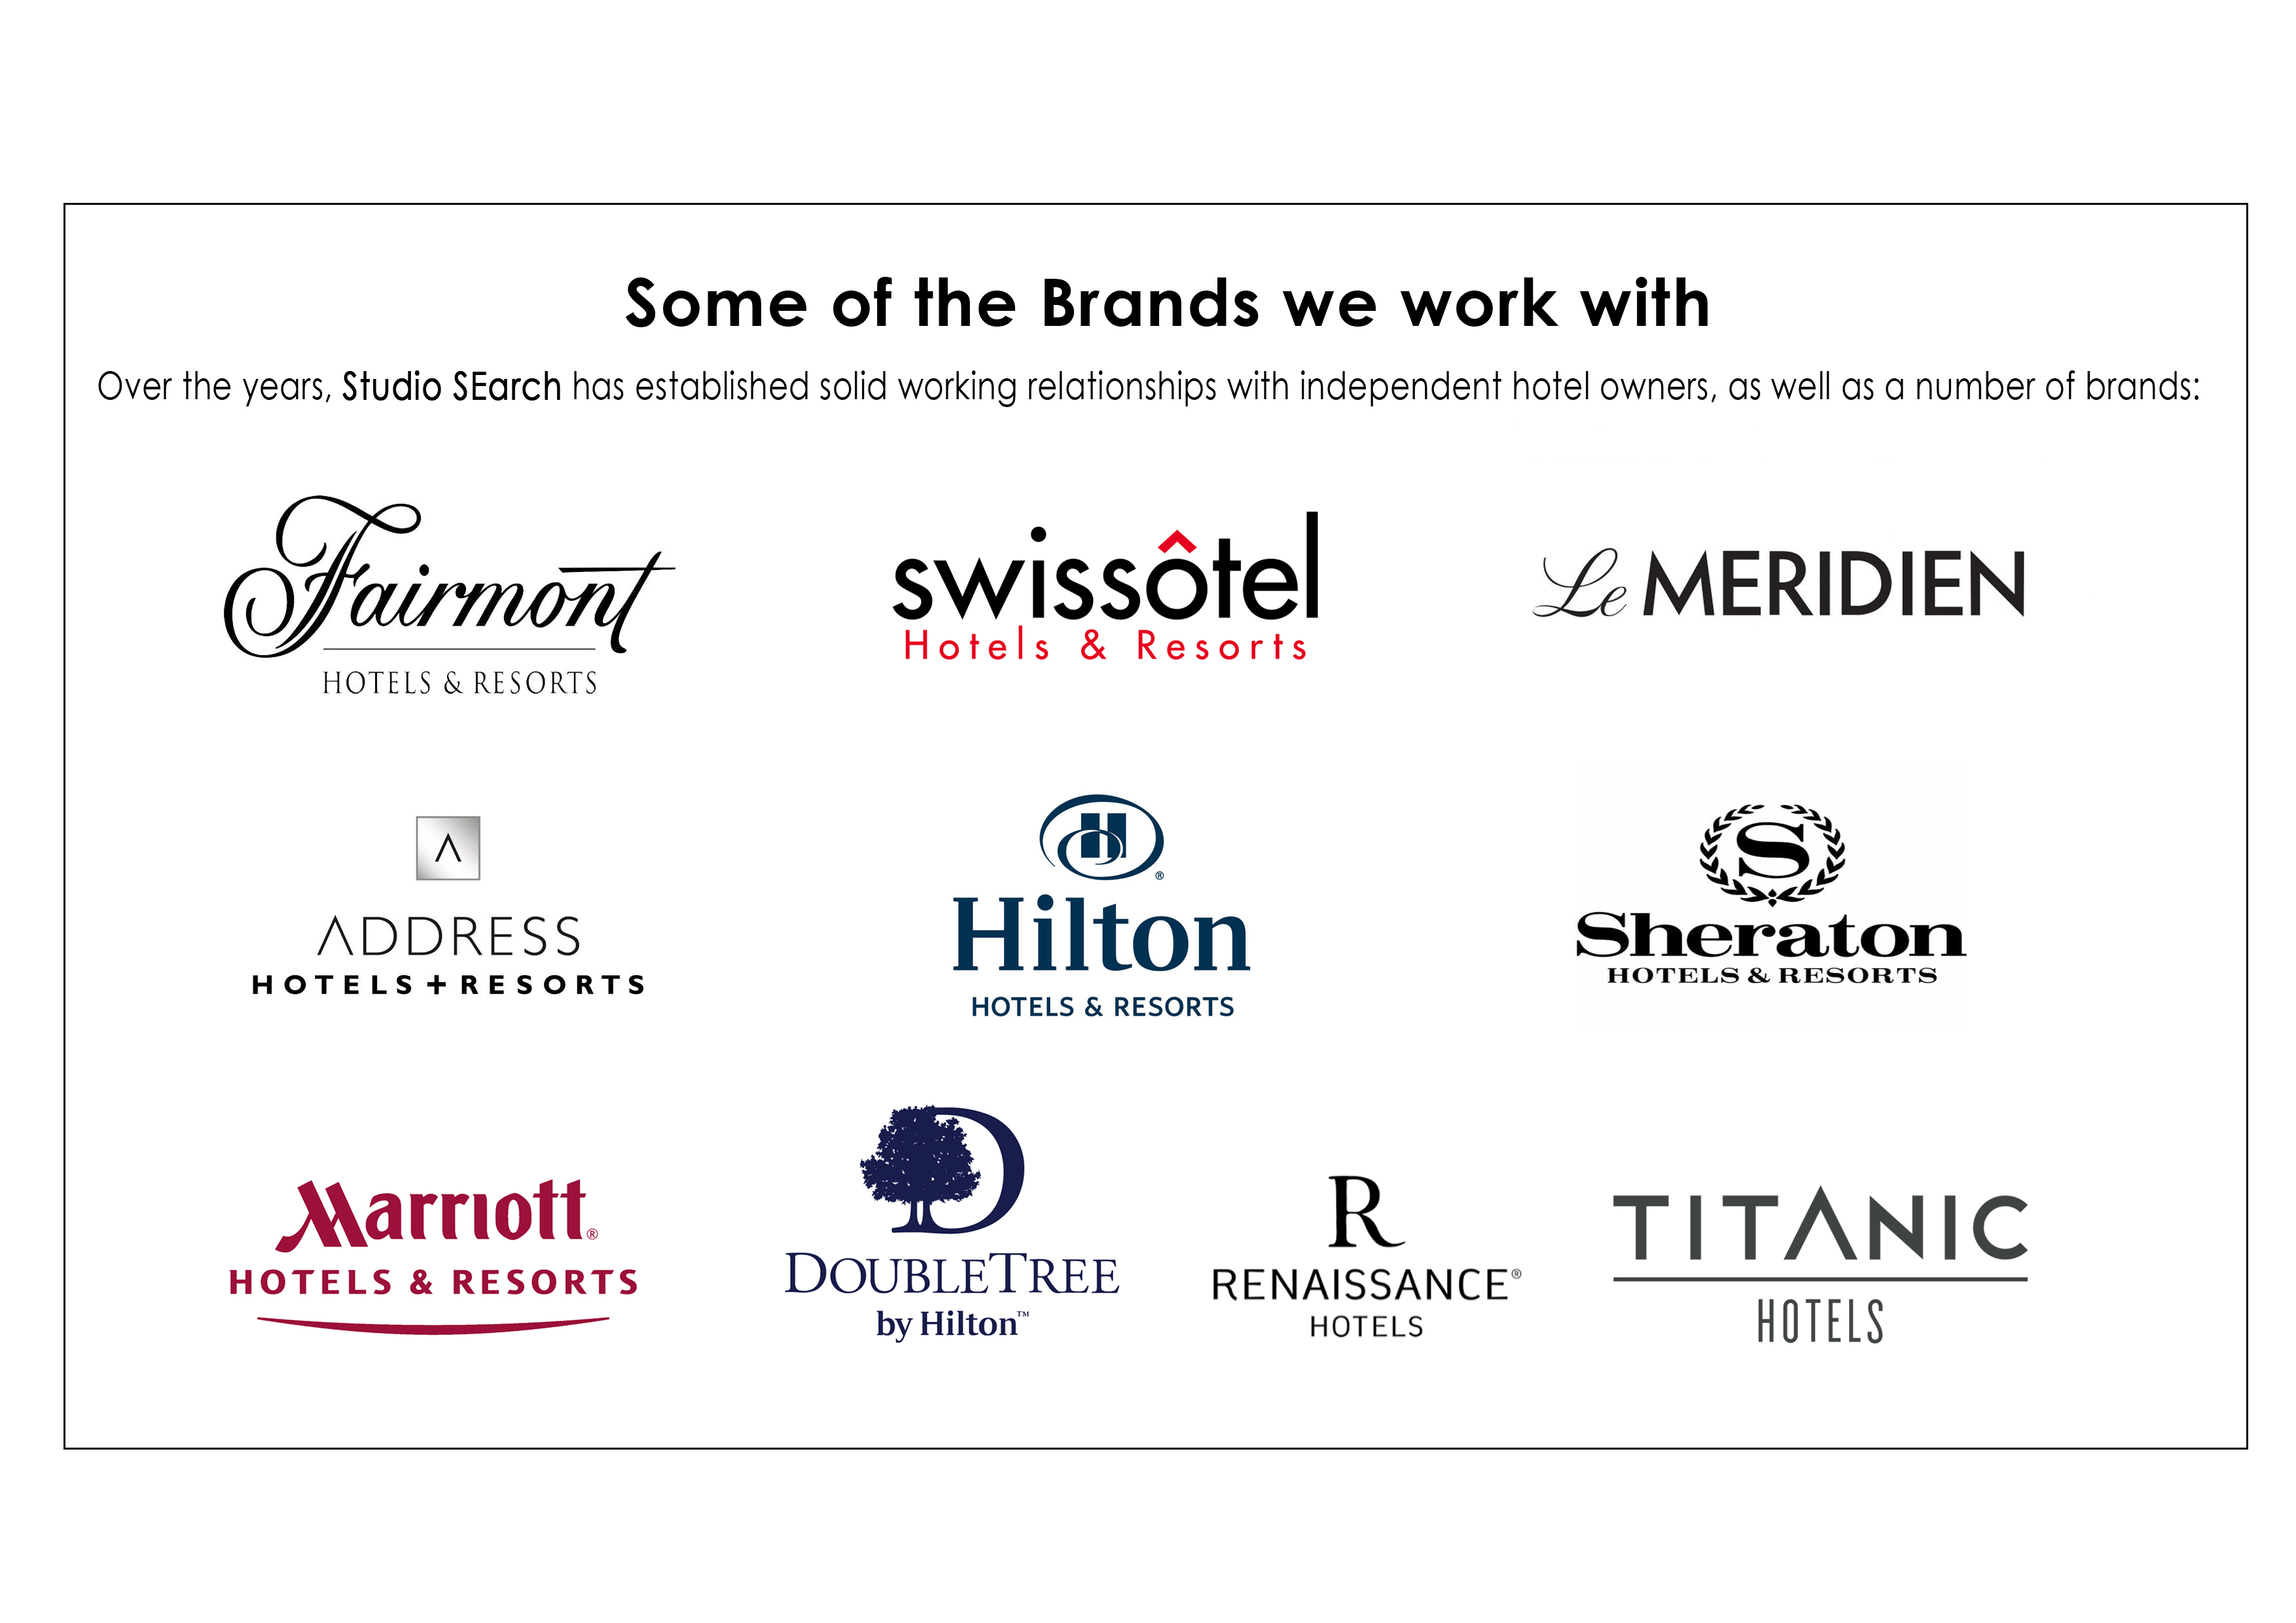 Some of the Brands we work with
Over the years, Studio SEarch has established solid working relationships with independent hotel owners, as well as a number of brands:
Fairmont
HOTELS & RESORTS
swissôtel
Hotels & Resorts
Le MERIDIEN
A
ADDRESS
HOTELS + RESORTS
H®
Hilton
HOTELS & RESORTS
S
Sheraton
HOTELS & RESORTS
Marriott®
HOTELS & RESORTS
D
DOUBLETREE
by Hilton™
R
RENAISSANCE®
HOTELS
TITANIC
HOTELS